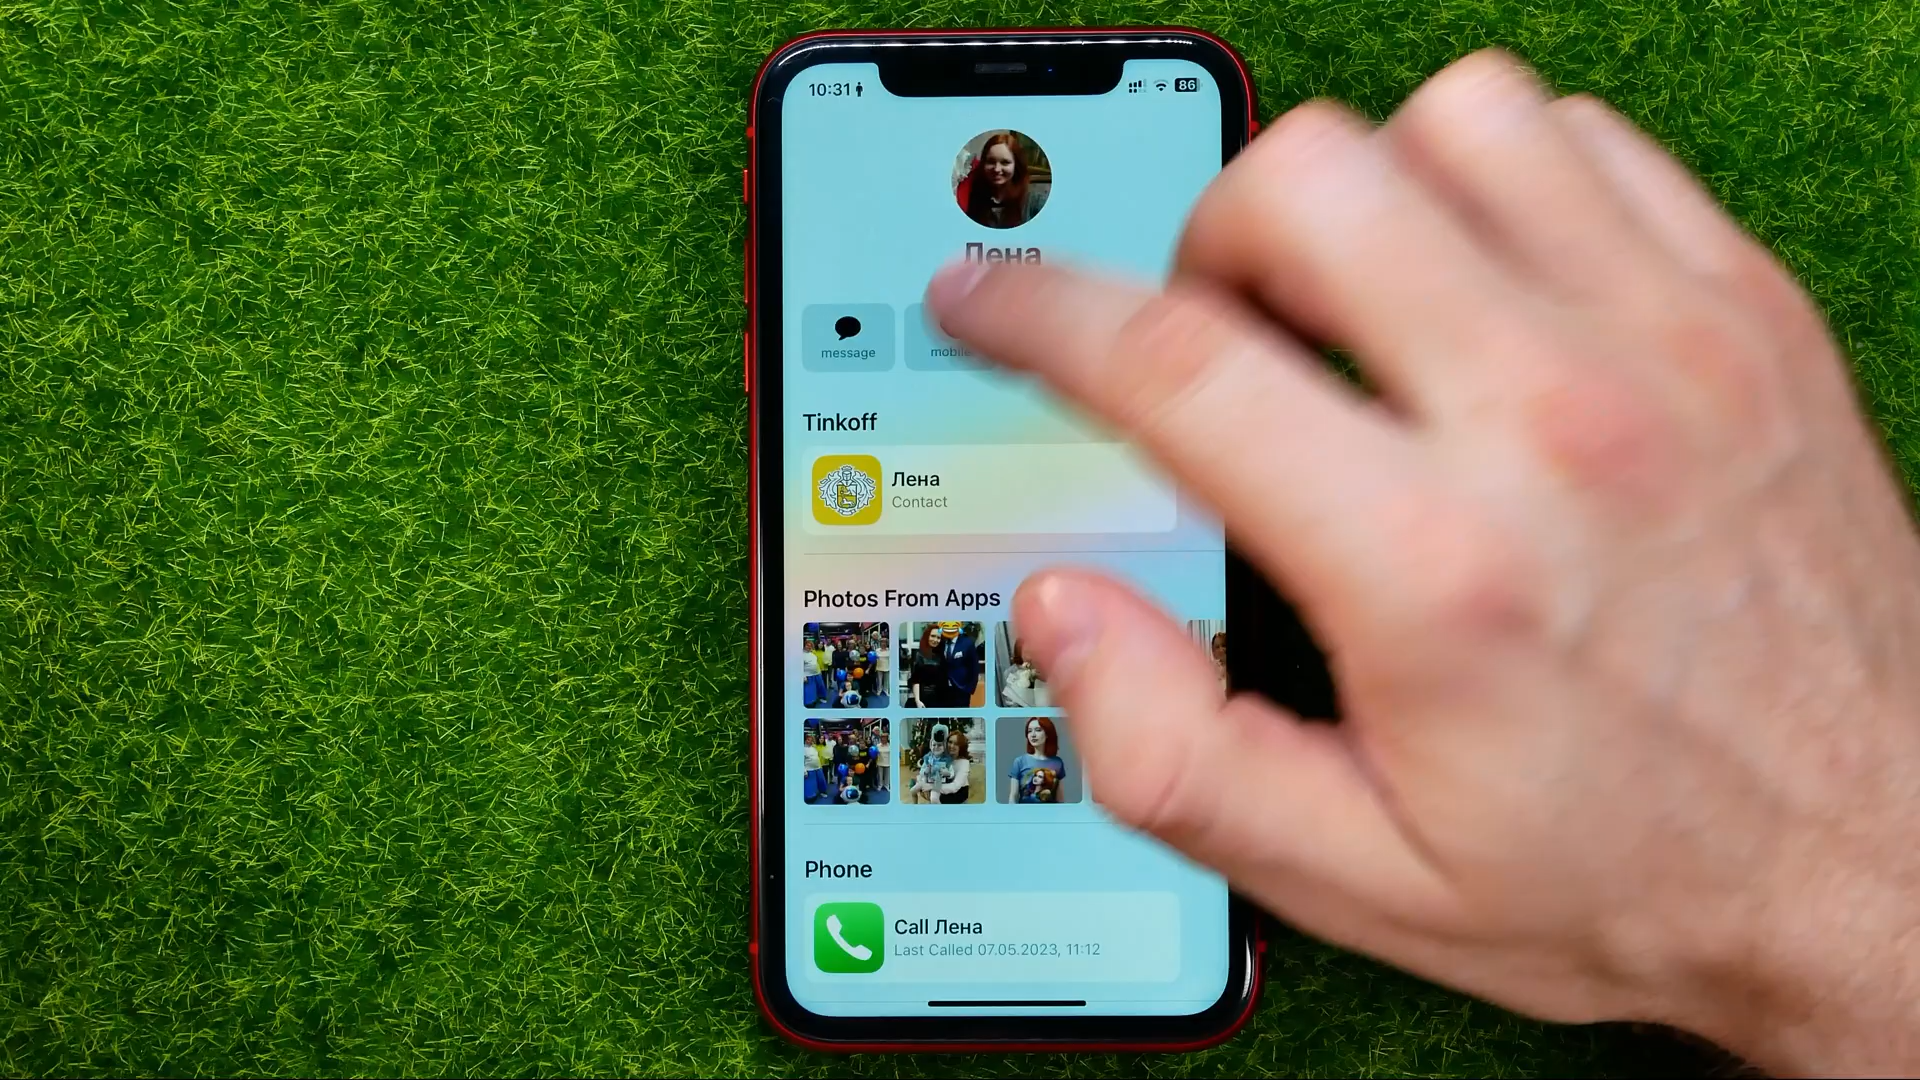 10:31
86
Лена
message
mobile
Tinkoff
Лена
Contact
Photos From Apps
Phone
Call Лена
Last Called 07.05.2023, 11:12